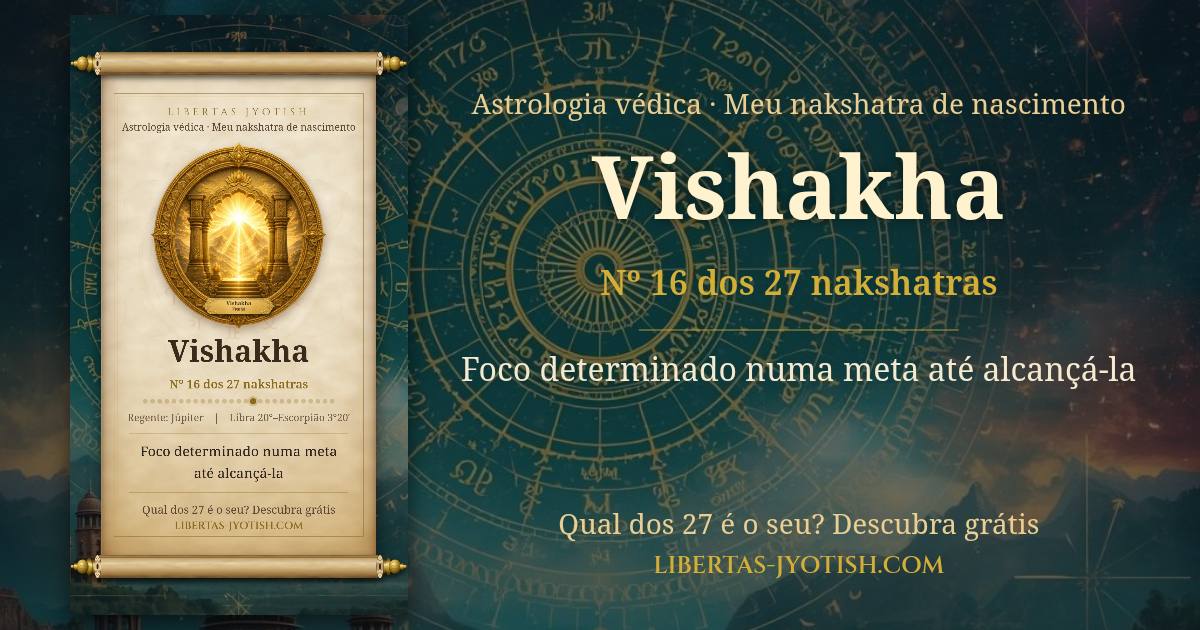 LIBERTAS JYOTISH
Astrologia védica · Meu nakshatra de nascimento
Vishakha
Vishakha
Nº 16 dos 27 nakshatras
Regente: Júpiter | Libra 20°–Escorpião 3°20'
Foco determinado numa meta
até alcançá-la
Qual dos 27 é o seu? Descubra grátis
LIBERTAS-JYOTISH.COM
Astrologia védica · Meu nakshatra de nascimento
Vishakha
Nº 16 dos 27 nakshatras
Foco determinado numa meta até alcançá-la
Qual dos 27 é o seu? Descubra grátis
LIBERTAS-JYOTISH.COM